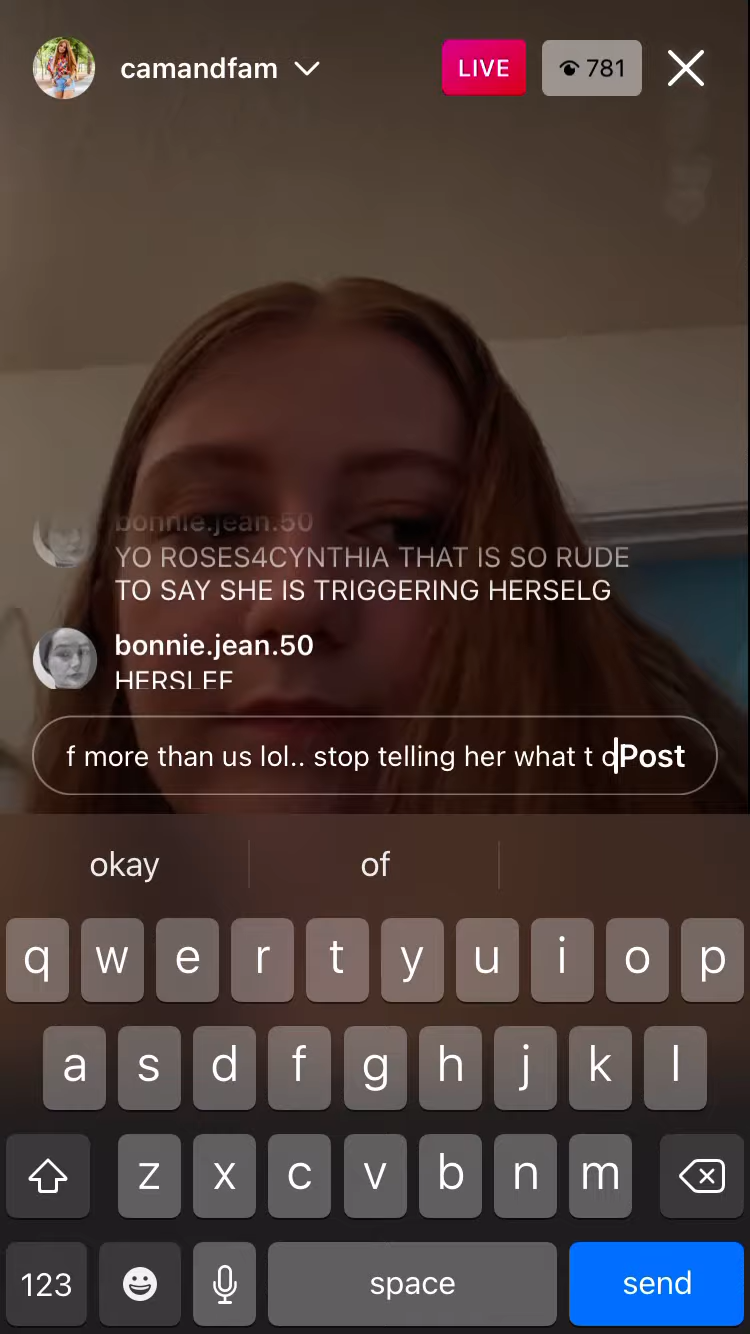 camandfam
LIVE
781
bonnie.jean.50
YO ROSES4CYNTHIA THAT IS SO RUDE
TO SAY SHE IS TRIGGERING HERSELG
bonnie.jean.50
HERSLEF
f more than us lol.. stop telling her what t o
Post
okay of
q w e r t y u i o p
a s d f g h j k l
z x c v b n m
123 space send